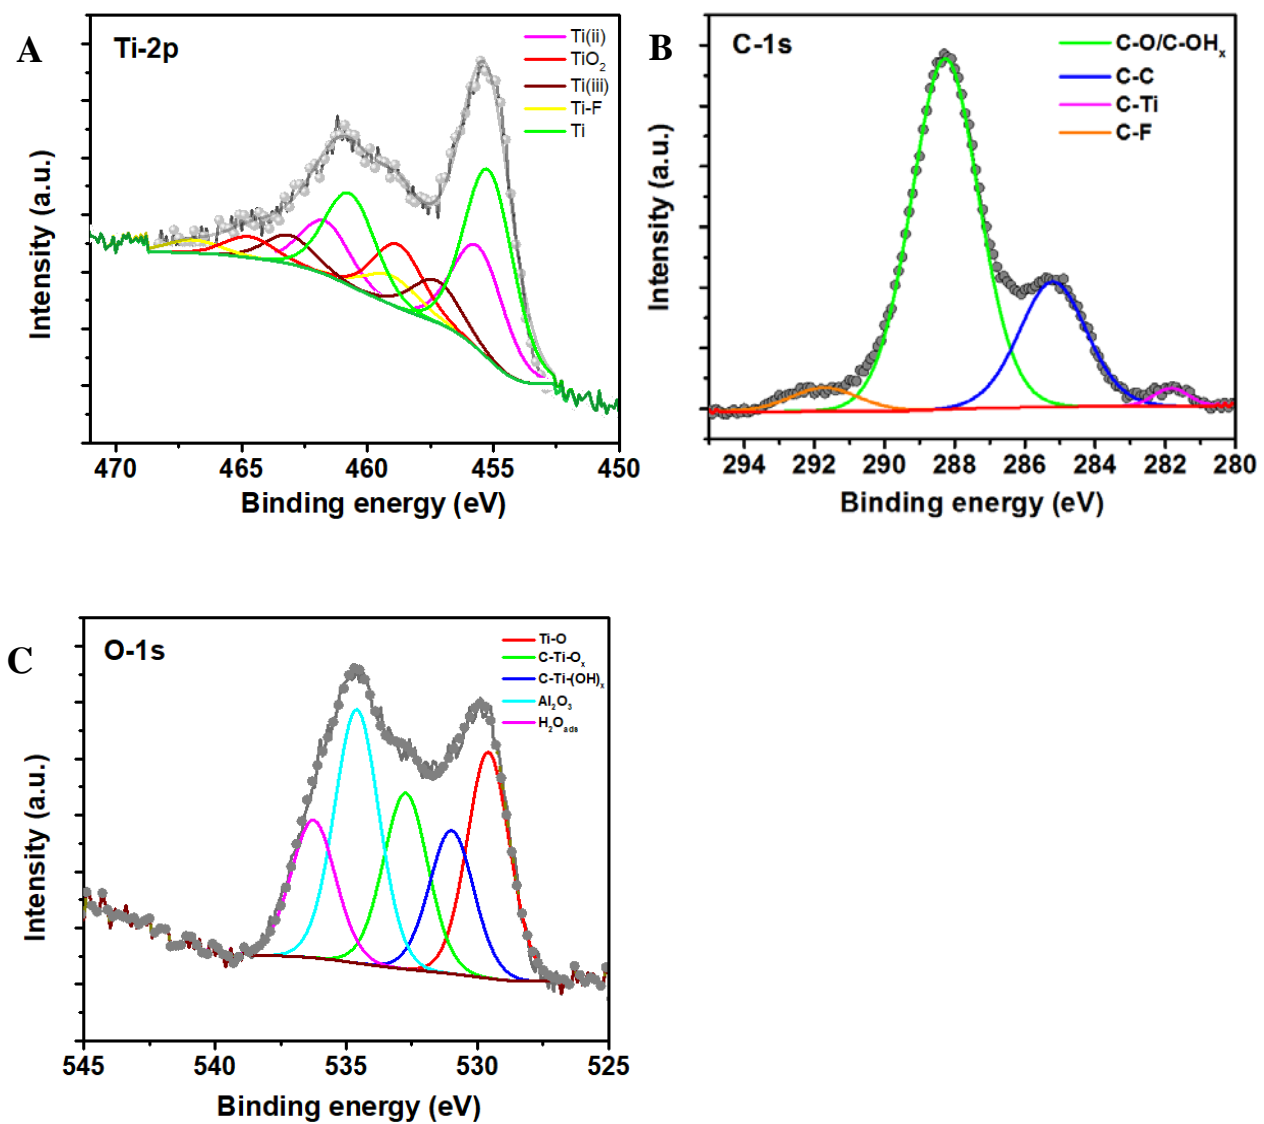 A
Ti-2p
Ti(ii)
TiO2
Ti(iii)
Ti-F
Ti
Intensity (a.u.)
470 465 460 455 450
Binding energy (eV)
B
C-1s
C-O/C-OHx
C-C
C-Ti
C-F
Intensity (a.u.)
294 292 290 288 286 284 282 280
Binding energy (eV)
C
O-1s
Ti-O
C-Ti-Ox
C-Ti-(OH)x
Al2O3
H2Oads
Intensity (a.u.)
545 540 535 530 525
Binding energy (eV)